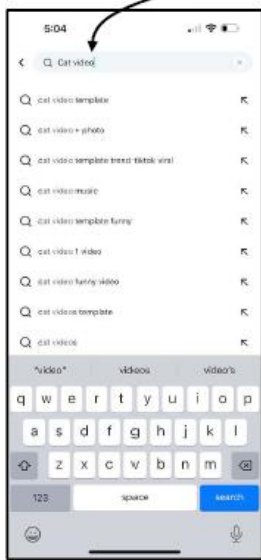 5:04
Cat video
cat video template
cat video + photo
cat video template trend tiktok viral
cat video music
cat video template funny
cat video 1 video
cat video funny video
cat videos template
cat videos
"video" videos video's
q w e r t y u i o p
a s d f g h j k l
z x c v b n m
123 space search